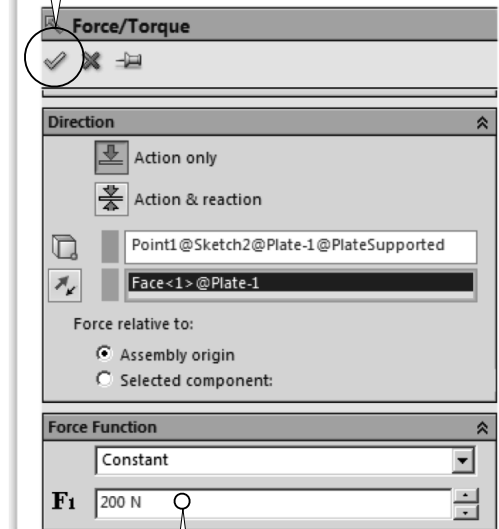 Force/Torque
Direction
Action only
Action & reaction
Point1@Sketch2@Plate-1@PlateSupported
Face<1>@Plate-1
Force relative to:
Assembly origin
Selected component:
Force Function
Constant
F1 200 N